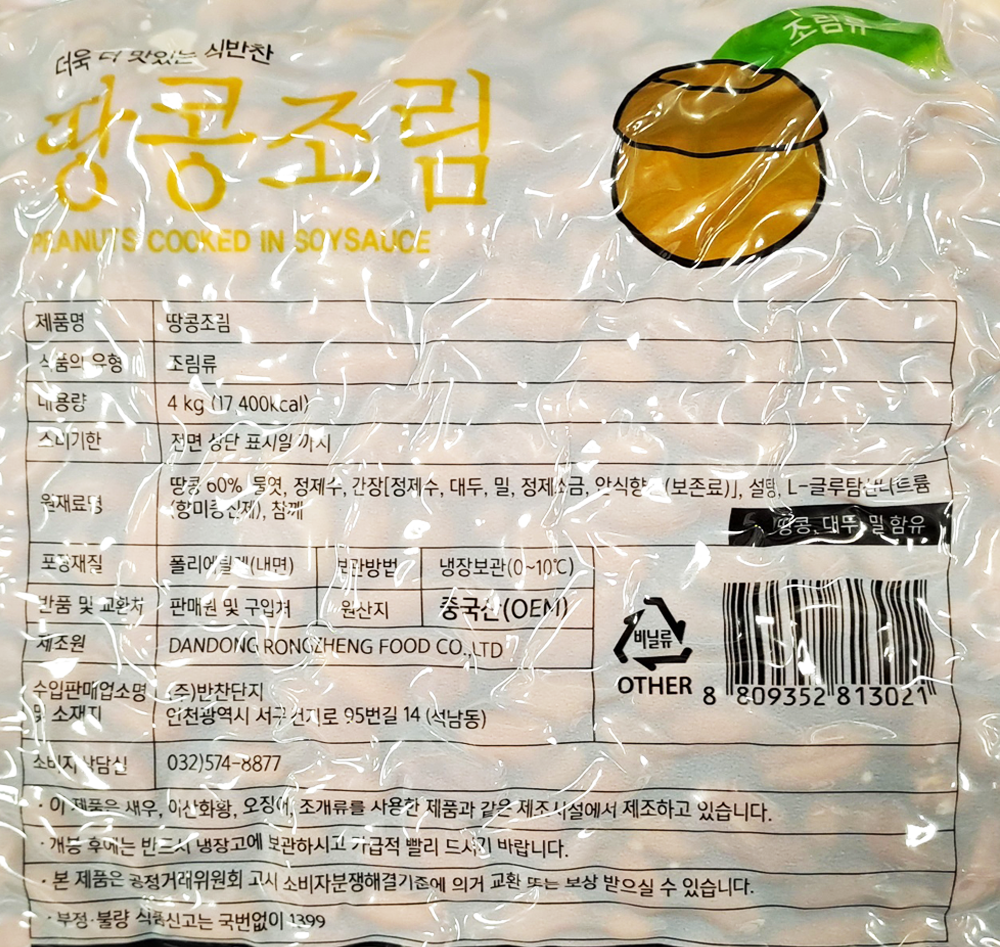 더욱 더 맛있는 식반찬
조림류
땅콩조림
PEANUTS COOKED IN SOYSAUCE
제품명 땅콩조림
식품의 유형 조림류
내용량 4 kg (17,400kcal)
소비기한 전면 상단 표시일 까지
원재료명 땅콩 60%, 물엿, 정제수, 간장[정제수, 대두, 밀, 정제소금, 안식향산(보존료)], 설탕, L-글루탐산나트륨
(향미증진제), 참깨
땅콩, 대두, 밀 함유
포장재질 폴리에틸렌(내면) 보관방법 냉장보관(0~10℃)
반품 및 교환처 판매원 및 구입처 원산지 중국산(OEM)
제조원 DANDONG RONGZHENG FOOD CO.,LTD
비닐류
OTHER
8 809352 813021
수입판매업소명 (주)반찬단지
및 소재지 인천광역시 서구 건지로 95번길 14 (석남동)
소비자상담실 032)574-8877
· 이 제품은 새우, 이산화황, 오징어, 조개류를 사용한 제품과 같은 제조시설에서 제조하고 있습니다.
· 개봉 후에는 반드시 냉장고에 보관하시고 가급적 빨리 드시기 바랍니다.
· 본 제품은 공정거래위원회 고시 소비자분쟁해결기준에 의거 교환 또는 보상 받으실 수 있습니다.
· 부정·불량 식품신고는 국번없이 1399